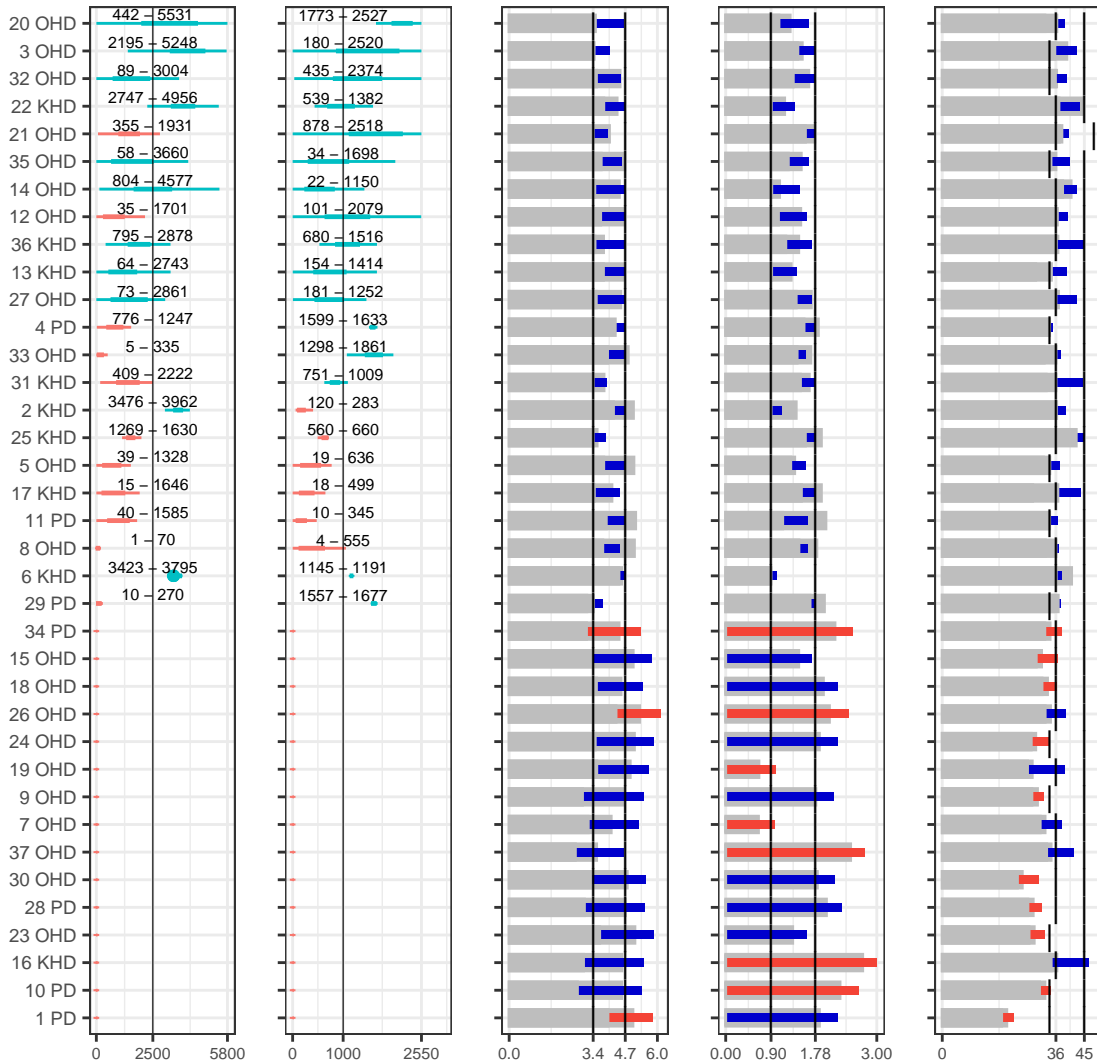 20 OHD 442 – 5531 1773 – 2527
3 OHD 2195 – 5248 180 – 2520
32 OHD 89 – 3004 435 – 2374
22 KHD 2747 – 4956 539 – 1382
21 OHD 355 – 1931 878 – 2518
35 OHD 58 – 3660 34 – 1698
14 OHD 804 – 4577 22 – 1150
12 OHD 35 – 1701 101 – 2079
36 KHD 795 – 2878 680 – 1516
13 KHD 64 – 2743 154 – 1414
27 OHD 73 – 2861 181 – 1252
4 PD 776 – 1247 1599 – 1633
33 OHD 5 – 335 1298 – 1861
31 KHD 409 – 2222 751 – 1009
2 KHD 3476 – 3962 120 – 283
25 KHD 1269 – 1630 560 – 660
5 OHD 39 – 1328 19 – 636
17 KHD 15 – 1646 18 – 499
11 PD 40 – 1585 10 – 345
8 OHD 1 – 70 4 – 555
6 KHD 3423 – 3795 1145 – 1191
29 PD 10 – 270 1557 – 1677
34 PD
15 OHD
18 OHD
26 OHD
24 OHD
19 OHD
9 OHD
7 OHD
37 OHD
30 OHD
28 PD
23 OHD
16 KHD
10 PD
1 PD
0 2500 5800 0 1000 2550 0.0 3.4 4.7 6.0 0.00 0.90 1.78 3.00 0 36 45